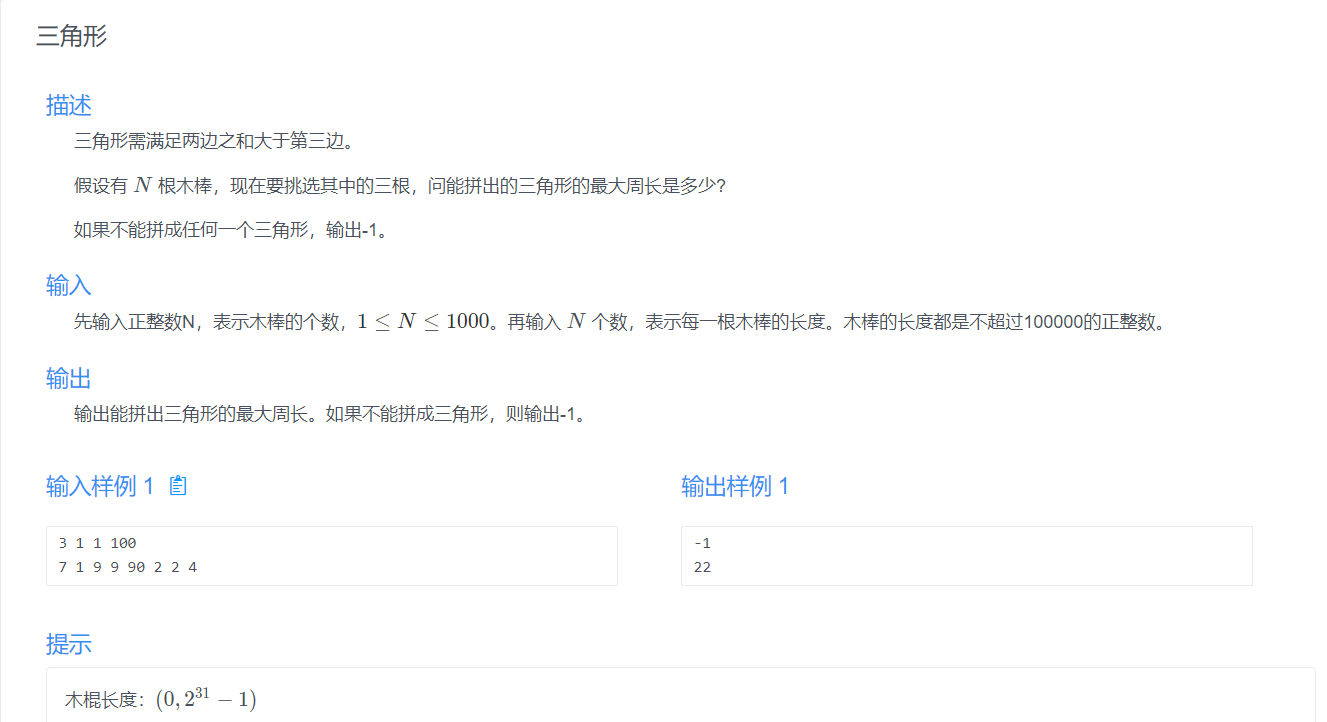 三角形
描述
三角形需满足两边之和大于第三边。
假设有 N 根木棒，现在要挑选其中的三根，问能拼出的三角形的最大周长是多少?
如果不能拼成任何一个三角形，输出-1。
输入
先输入正整数N，表示木棒的个数，1 ≤ N ≤ 1000。再输入 N 个数，表示每一根木棒的长度。木棒的长度都是不超过100000的正整数。
输出
输出能拼出三角形的最大周长。如果不能拼成三角形，则输出-1。
输入样例 1
3 1 1 100
7 1 9 9 90 2 2 4
输出样例 1
-1
22
提示
木棍长度：(0, 2^31 − 1)